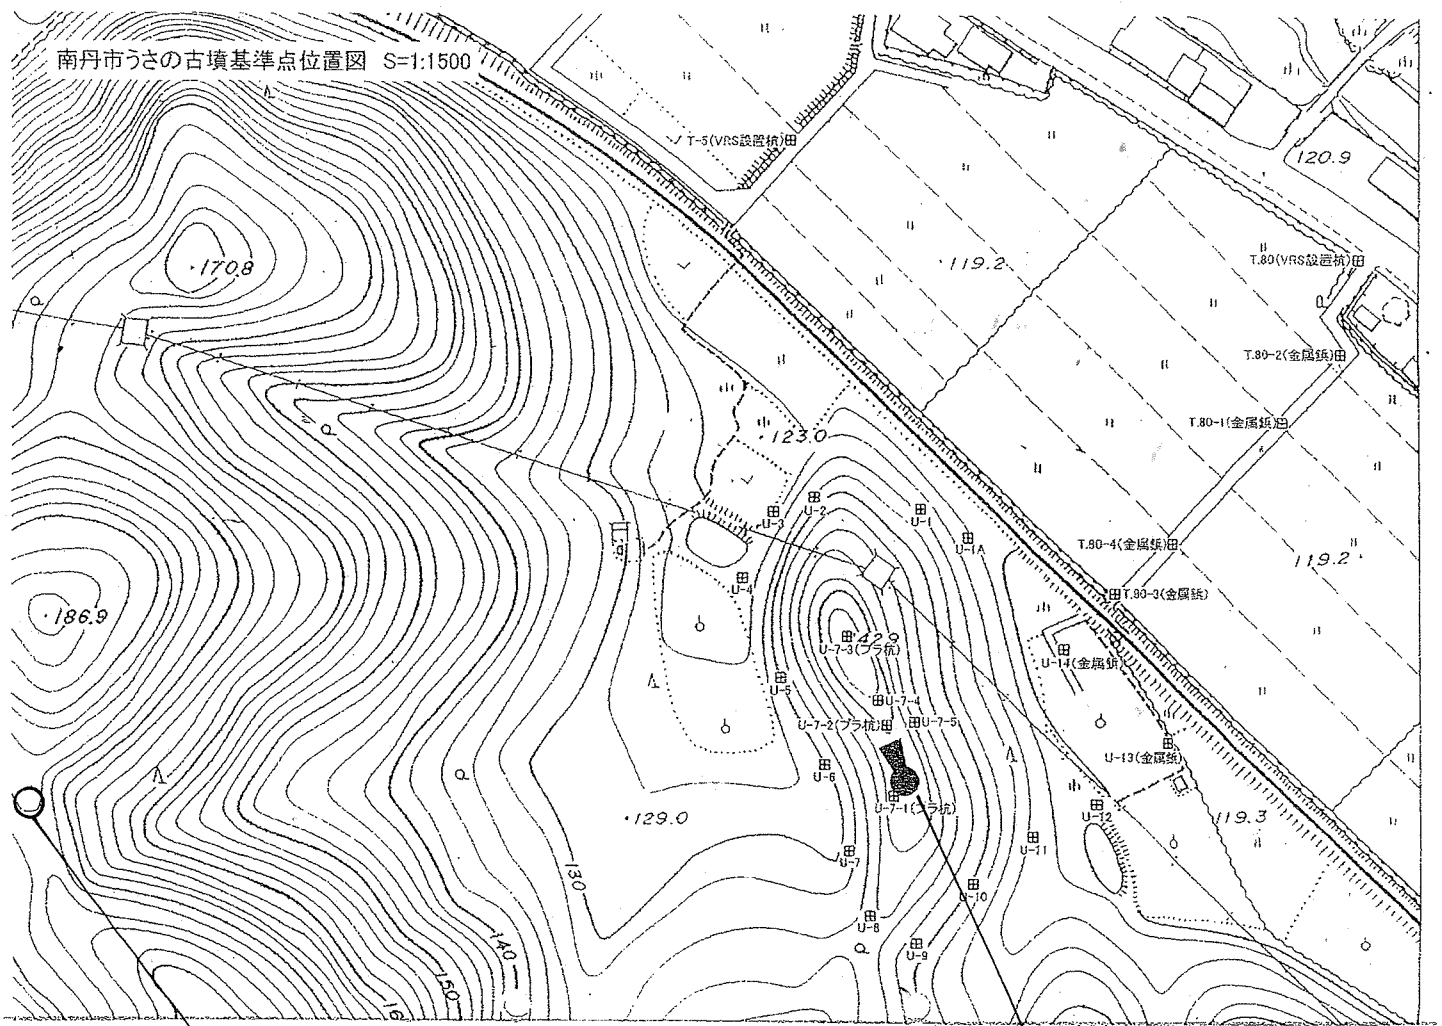 南丹市うさの古墳基準点位置図 S=1:1500
T-5(VRS設置杭)
120.9
T.80(VRS設置杭)
119.2
170.8
T.80-2(金属鋲)
T.80-1(金属鋲)
123.0
U-3
U-2
U-1
U-1A
T.80-4(金属鋲)
119.2
U-4
T.80-3(金属鋲)
186.9
42.9
U-7-3(プラ杭)
U-14(金属鋲)
U-5
U-7-4
U-7-2(プラ杭)
U-7-5
U-13(金属鋲)
U-6
U-7-1(プラ杭)
U-12
129.0
119.3
U-7
U-11
130
U-10
U-8
140
U-9
150
16